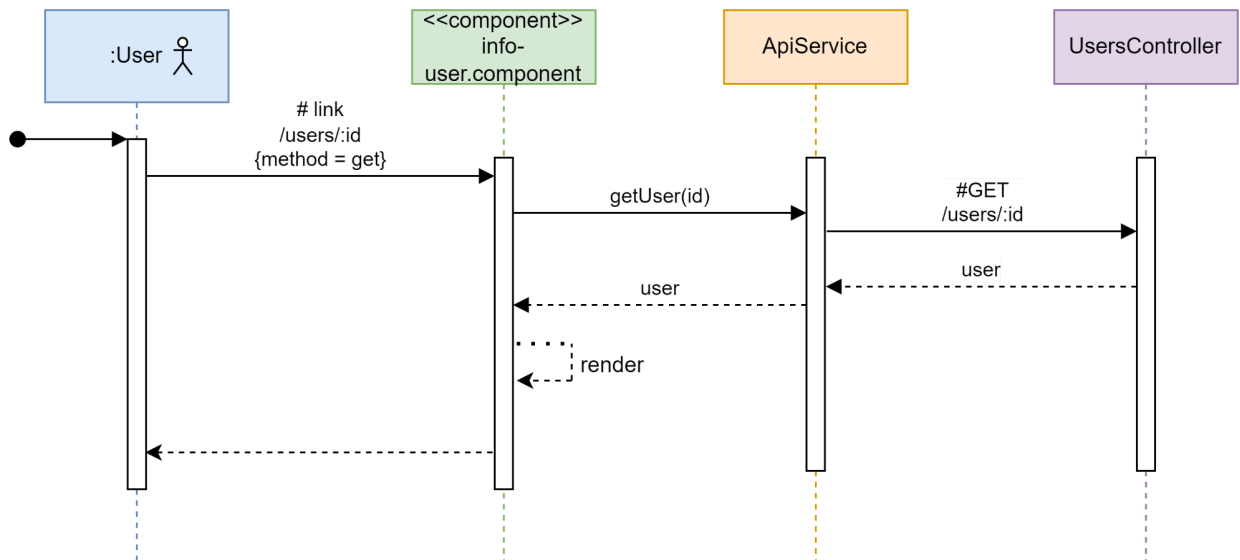 :User
<<component>>
info-
user.component
ApiService
UsersController
# link
/users/:id
{method = get}
getUser(id)
#GET
/users/:id
user
user
render